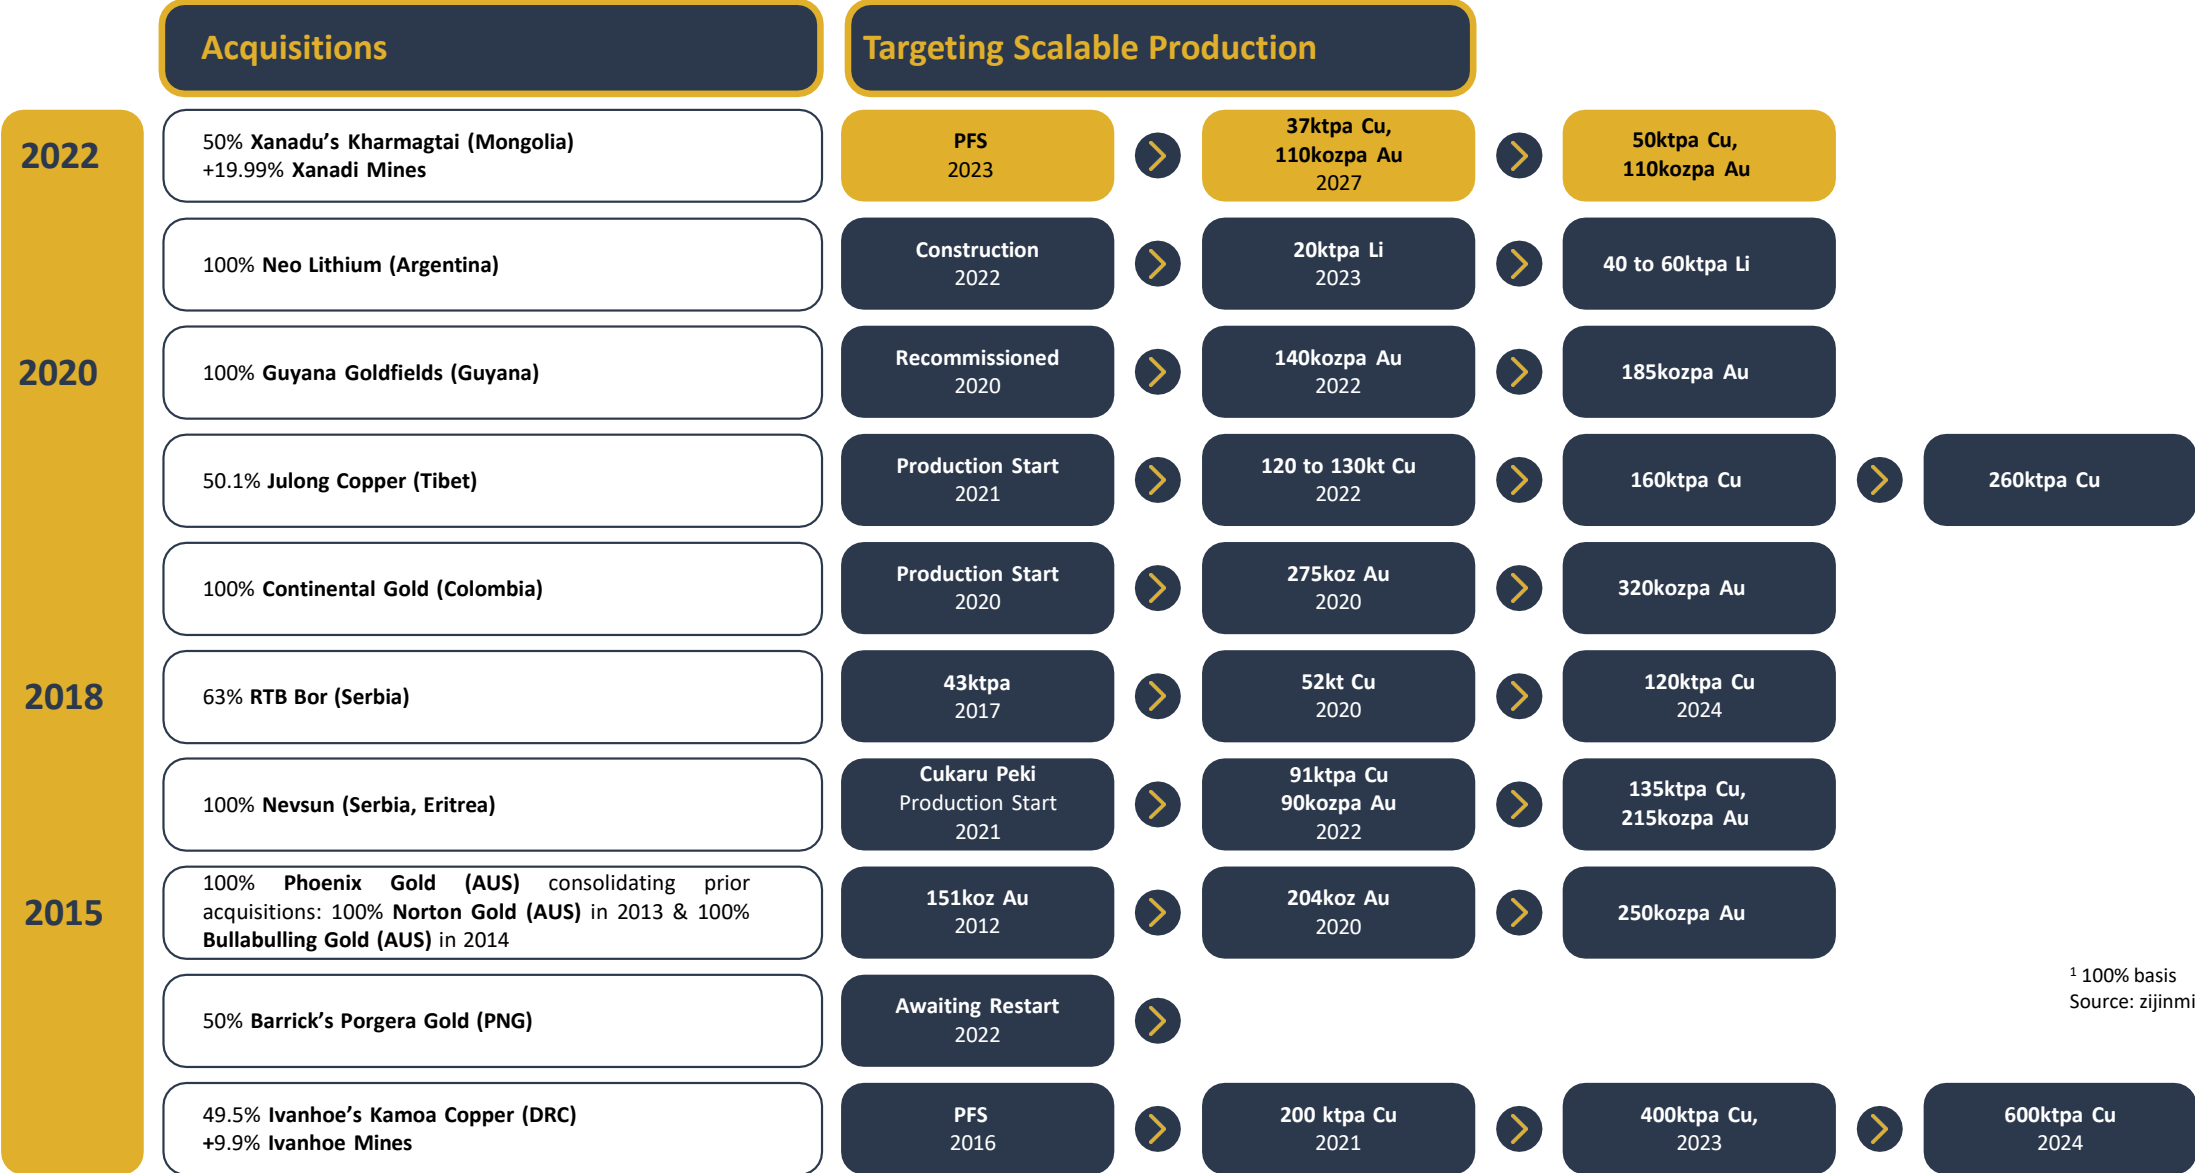 Acquisitions
Targeting Scalable Production
2022
50% Xanadu's Kharmagtai (Mongolia)
+19.99% Xanadi Mines
PFS
2023
37ktpa Cu,
110kozpa Au
2027
50ktpa Cu,
110kozpa Au
100% Neo Lithium (Argentina)
Construction
2022
20ktpa Li
2023
40 to 60ktpa Li
2020
100% Guyana Goldfields (Guyana)
Recommissioned
2020
140kozpa Au
2022
185kozpa Au
50.1% Julong Copper (Tibet)
Production Start
2021
120 to 130kt Cu
2022
160ktpa Cu
260ktpa Cu
100% Continental Gold (Colombia)
Production Start
2020
275koz Au
2020
320kozpa Au
2018
63% RTB Bor (Serbia)
43ktpa
2017
52kt Cu
2020
120ktpa Cu
2024
100% Nevsun (Serbia, Eritrea)
Cukaru Peki
Production Start
2021
91ktpa Cu
90kozpa Au
2022
135ktpa Cu,
215kozpa Au
2015
100% Phoenix Gold (AUS) consolidating prior
acquisitions: 100% Norton Gold (AUS) in 2013 & 100%
Bullabulling Gold (AUS) in 2014
151koz Au
2012
204koz Au
2020
250kozpa Au
50% Barrick's Porgera Gold (PNG)
Awaiting Restart
2022
49.5% Ivanhoe's Kamoa Copper (DRC)
+9.9% Ivanhoe Mines
PFS
2016
200 ktpa Cu
2021
400ktpa Cu,
2023
600ktpa Cu
2024
¹ 100% basis
Source: zijinmi